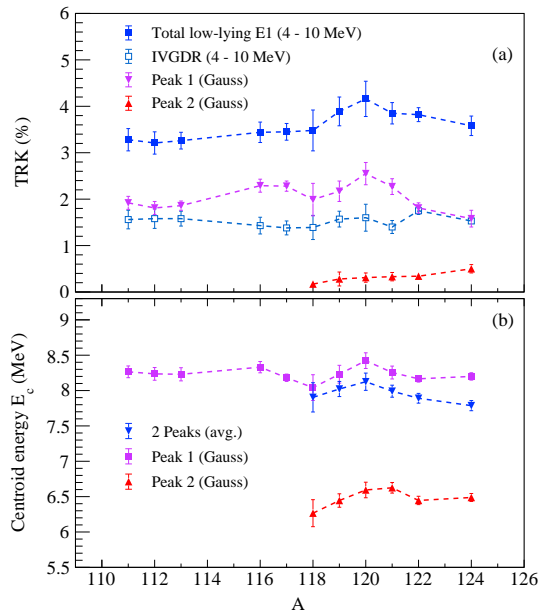 6
(a)
Total low-lying E1 (4 - 10 MeV)
IVGDR (4 - 10 MeV)
5
Peak 1 (Gauss)
Peak 2 (Gauss)
4
TRK (%)
3
2
1
0
9
(b)
8.5
8
7.5
Centroid energy E_c (MeV)
2 Peaks (avg.)
7
Peak 1 (Gauss)
Peak 2 (Gauss)
6.5
6
5.5
110 112 114 116 118 120 122 124 126
A